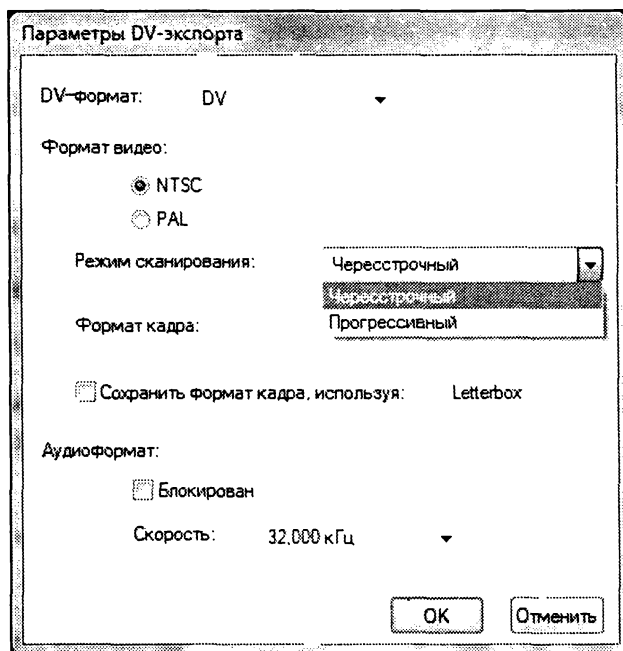 Параметры DV-экспорта
DV-формат: DV
Формат видео:
NTSC
PAL
Режим сканирования: Чересстрочный
Чересстрочный
Прогрессивный
Формат кадра:
Сохранить формат кадра, используя: Letterbox
Аудиоформат:
Блокирован
Скорость: 32,000 кГц
OK Отменить